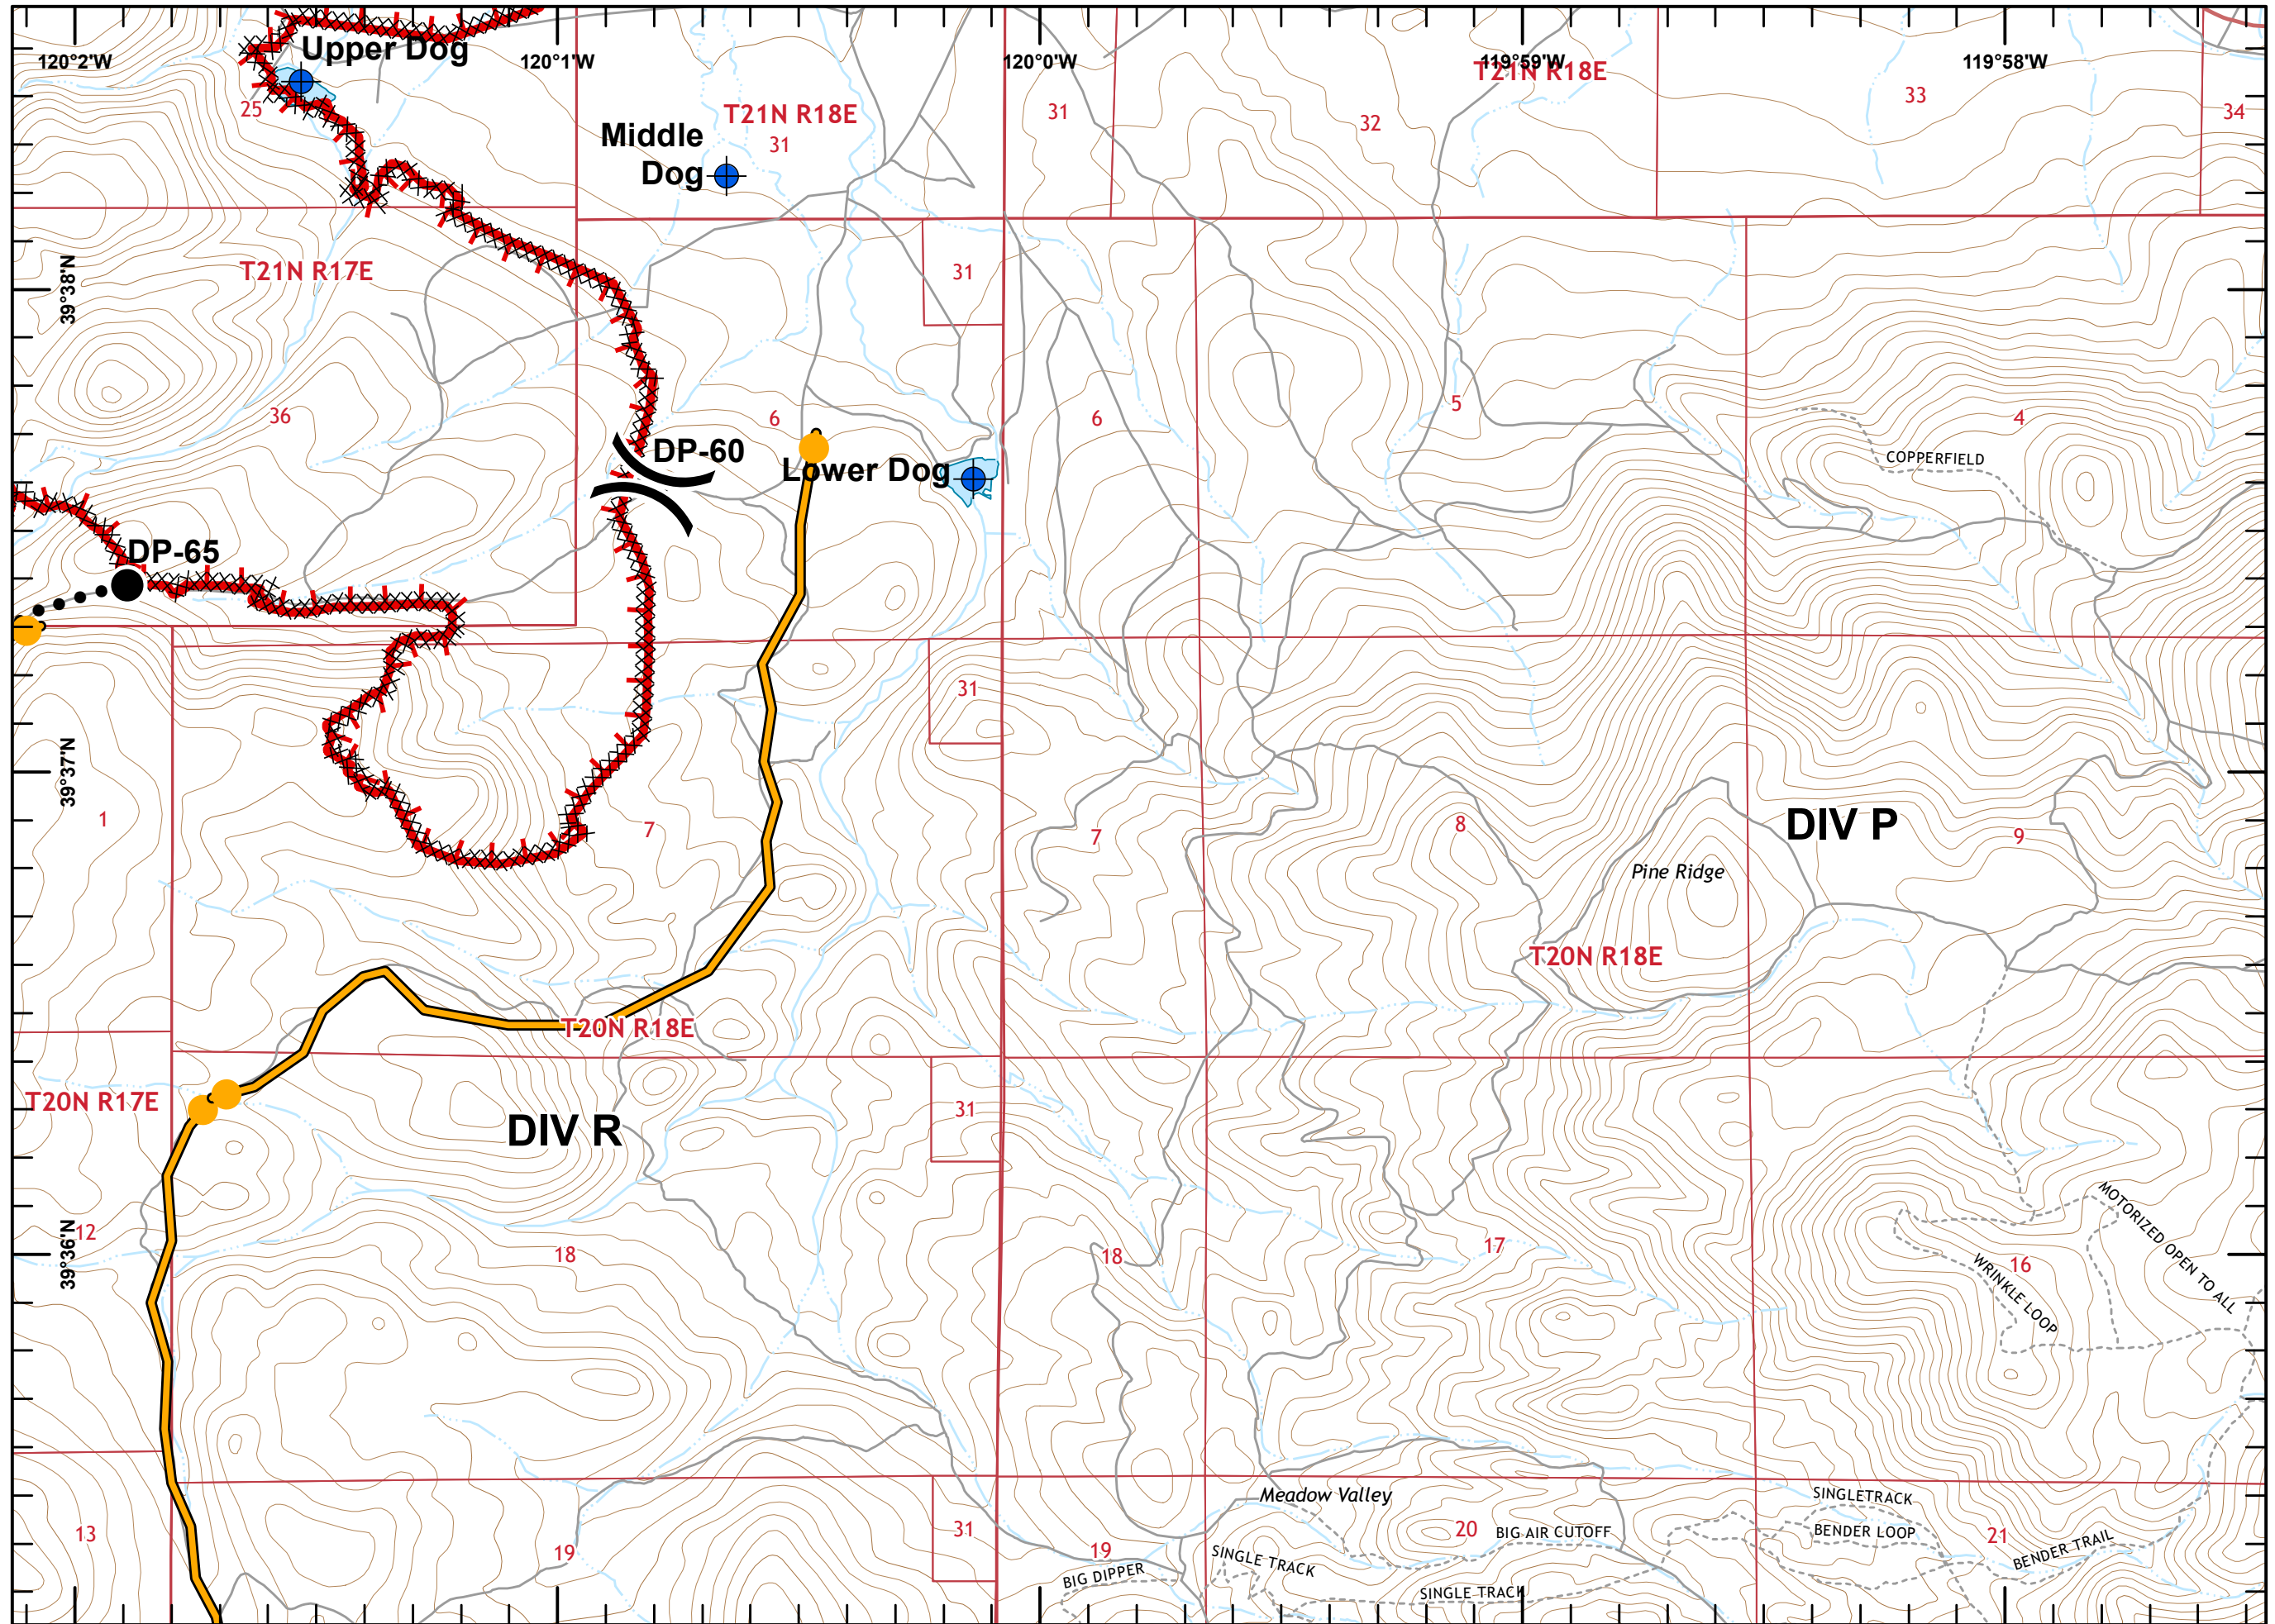 120°2'W
120°1'W
120°0'W
119°59'W
119°58'W
Upper Dog
25
T21N R18E
31
31
32
T21N R18E
33
34
Middle
Dog
T21N R17E
39°38'N
31
36
6
6
5
4
COPPERFIELD
DP-60
Lower Dog
DP-65
31
39°37'N
1
7
7
8
DIV P
9
Pine Ridge
T20N R18E
T20N R18E
T20N R17E
DIV R
31
12
39°36'N
18
18
17
16
MOTORIZED OPEN TO ALL
WRINKLE LOOP
13
19
31
19
Meadow Valley
20
BIG AIR CUTOFF
SINGLETRACK
BENDER LOOP
21
BENDER TRAIL
BIG DIPPER
SINGLE TRACK
SINGLE TRACK